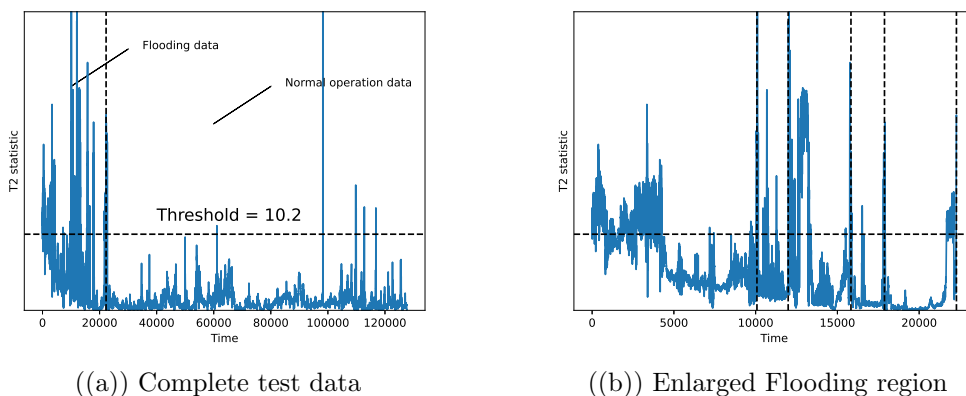 Flooding data
Normal operation data
T2 statistic
Threshold = 10.2
0 20000 40000 60000 80000 100000 120000
Time
((a)) Complete test data
T2 statistic
0 5000 10000 15000 20000
Time
((b)) Enlarged Flooding region